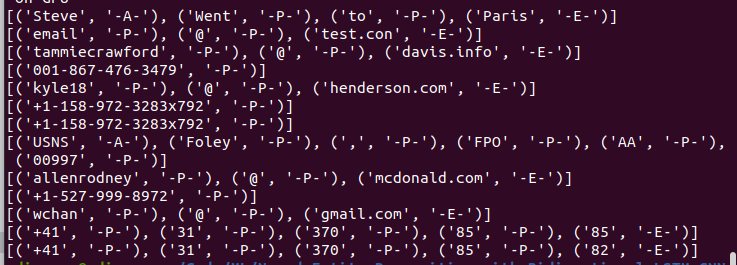 [('Steve', '-A-'), ('Went', '-P-'), ('to', '-P-'), ('Paris', '-E-')]
[('email', '-P-'), ('@', '-P-'), ('test.con', '-E-')]
[('tammiecrawford', '-P-'), ('@', '-P-'), ('davis.info', '-E-')]
[('001-867-476-3479', '-P-')]
[('kyle18', '-P-'), ('@', '-P-'), ('henderson.com', '-E-')]
[('+1-158-972-3283x792', '-P-')]
[('+1-158-972-3283x792', '-P-')]
[('USNS', '-A-'), ('Foley', '-P-'), (',', '-P-'), ('FPO', '-P-'), ('AA', '-P-'),
('00997', '-P-')]
[('allenrodney', '-P-'), ('@', '-P-'), ('mcdonald.com', '-E-')]
[('+1-527-999-8972', '-P-')]
[('wchan', '-P-'), ('@', '-P-'), ('gmail.com', '-E-')]
[('+41', '-P-'), ('31', '-P-'), ('370', '-P-'), ('85', '-P-'), ('85', '-E-')]
[('+41', '-P-'), ('31', '-P-'), ('370', '-P-'), ('85', '-P-'), ('82', '-E-')]